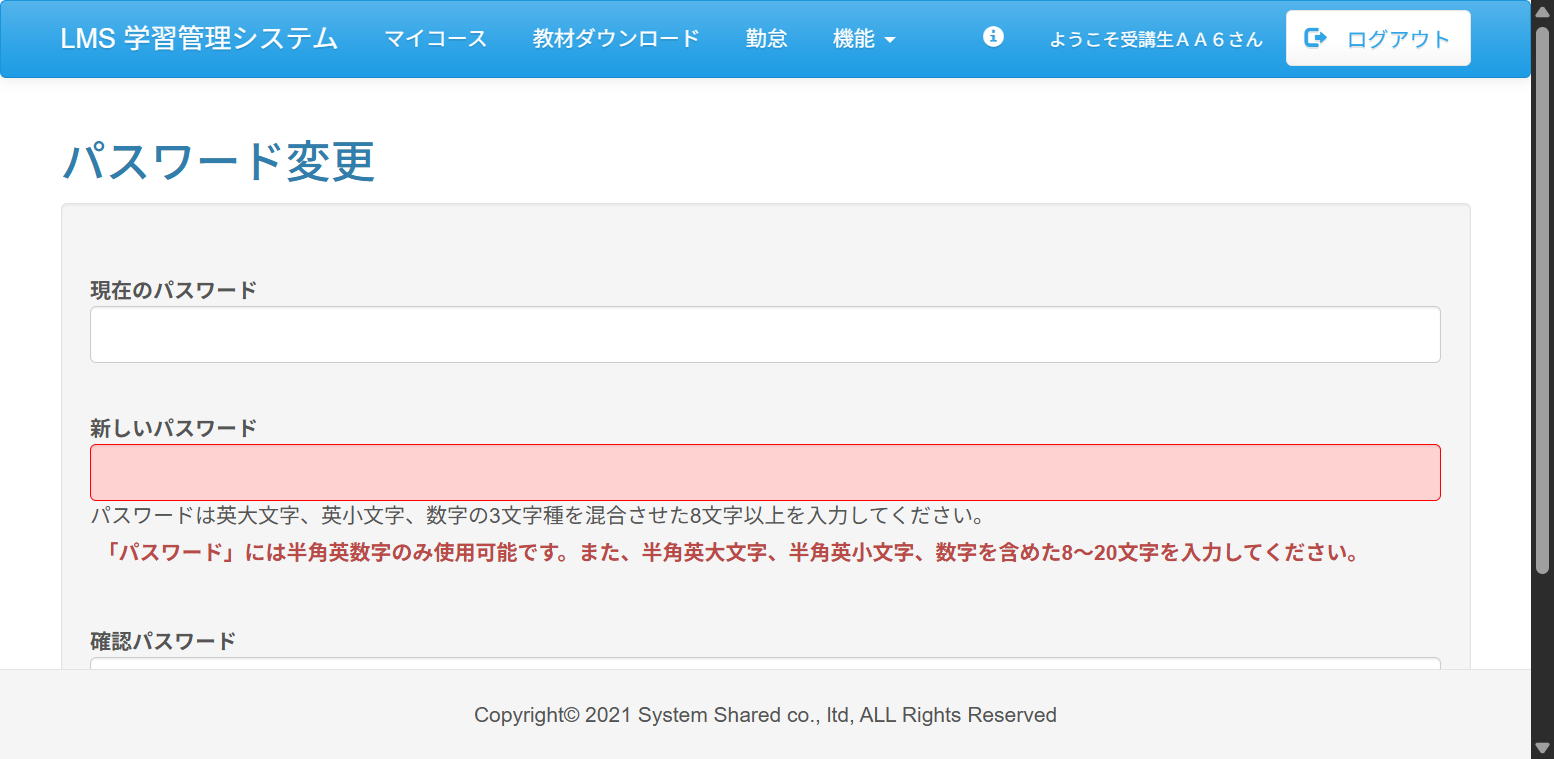 LMS 学習管理システム マイコース 教材ダウンロード 勤怠 機能 ようこそ受講生ＡＡ６さん ログアウト
パスワード変更
現在のパスワード
新しいパスワード
パスワードは英大文字、英小文字、数字の3文字種を混合させた8文字以上を入力してください。
「パスワード」には半角英数字のみ使用可能です。また、半角英大文字、半角英小文字、数字を含めた8～20文字を入力してください。
確認パスワード
Copyright© 2021 System Shared co., ltd, ALL Rights Reserved